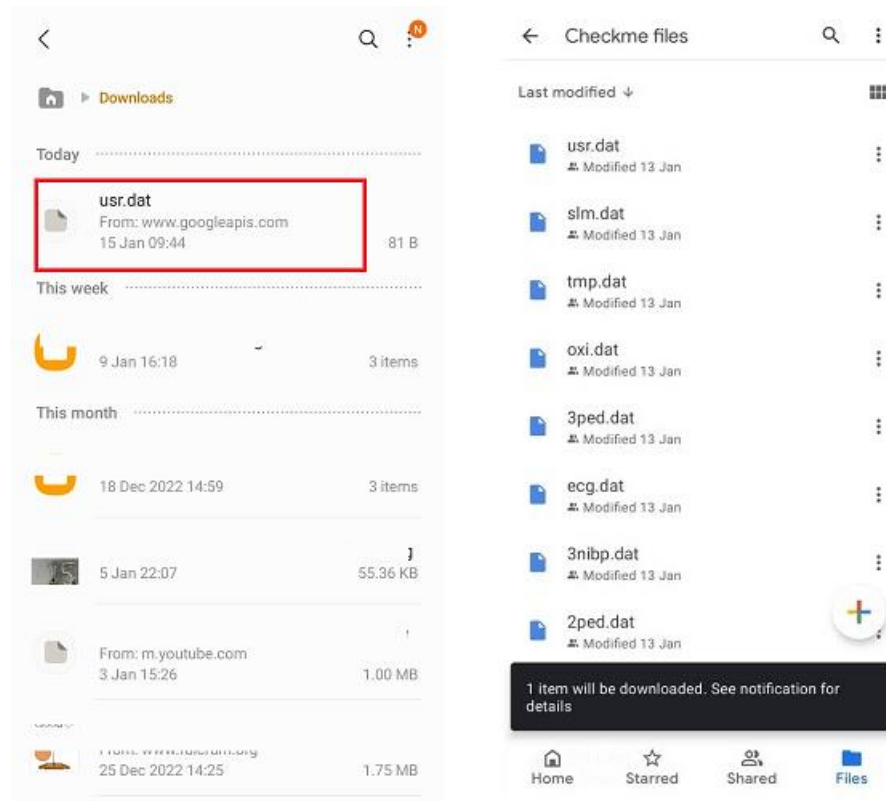 N
Downloads
Today
usr.dat
From: www.googleapis.com
15 Jan 09:44
81 B
This week
9 Jan 16:18
3 items
This month
18 Dec 2022 14:59
3 items
5 Jan 22:07
55.36 KB
From: m.youtube.com
3 Jan 15:26
1.00 MB
25 Dec 2022 14:25
1.75 MB
Checkme files
Last modified
usr.dat
Modified 13 Jan
slm.dat
Modified 13 Jan
tmp.dat
Modified 13 Jan
oxi.dat
Modified 13 Jan
3ped.dat
Modified 13 Jan
ecg.dat
Modified 13 Jan
3nibp.dat
Modified 13 Jan
2ped.dat
Modified 13 Jan
1 item will be downloaded. See notification for
details
Home
Starred
Shared
Files